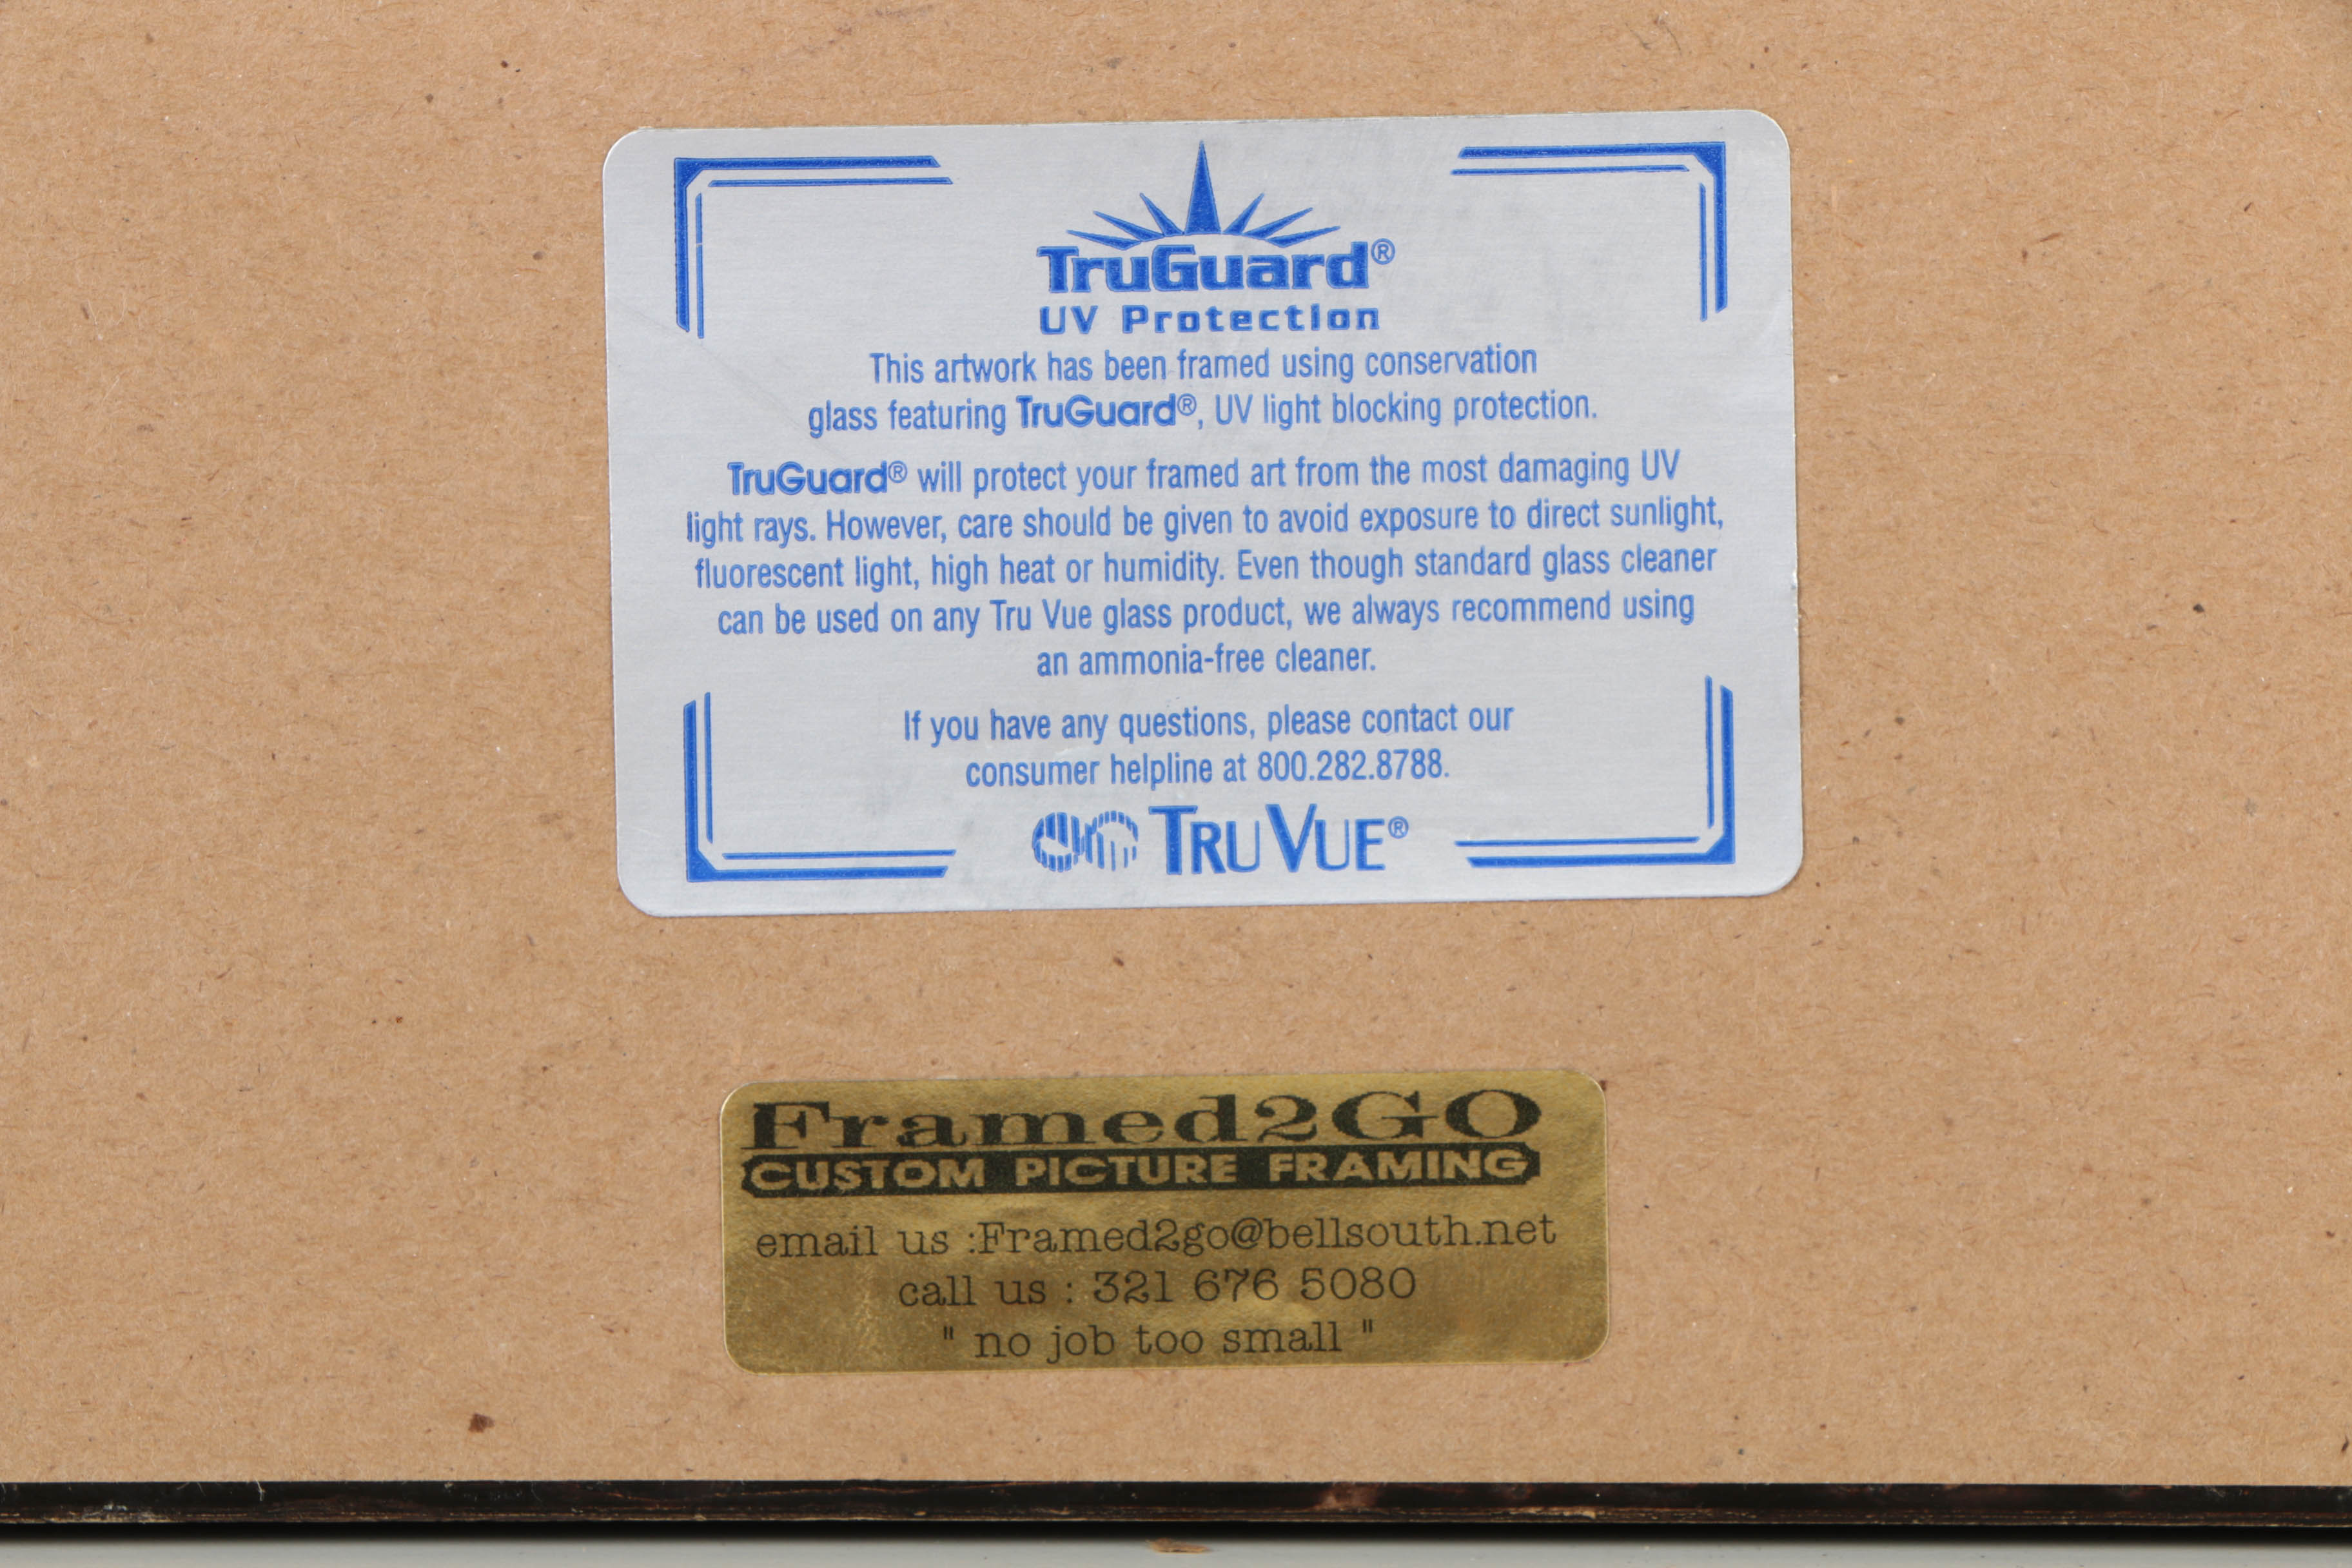 TruGuard®
UV Protection
This artwork has been framed using conservation
glass featuring TruGuard®, UV light blocking protection.
TruGuard® will protect your framed art from the most damaging UV
light rays. However, care should be given to avoid exposure to direct sunlight,
fluorescent light, high heat or humidity. Even though standard glass cleaner
can be used on any Tru Vue glass product, we always recommend using
an ammonia-free cleaner.
If you have any questions, please contact our
consumer helpline at 800.282.8788.
TRU VUE®
Framed2GO
CUSTOM PICTURE FRAMING
email us :Framed2go@bellsouth.net
call us : 321 676 5080
" no job too small "